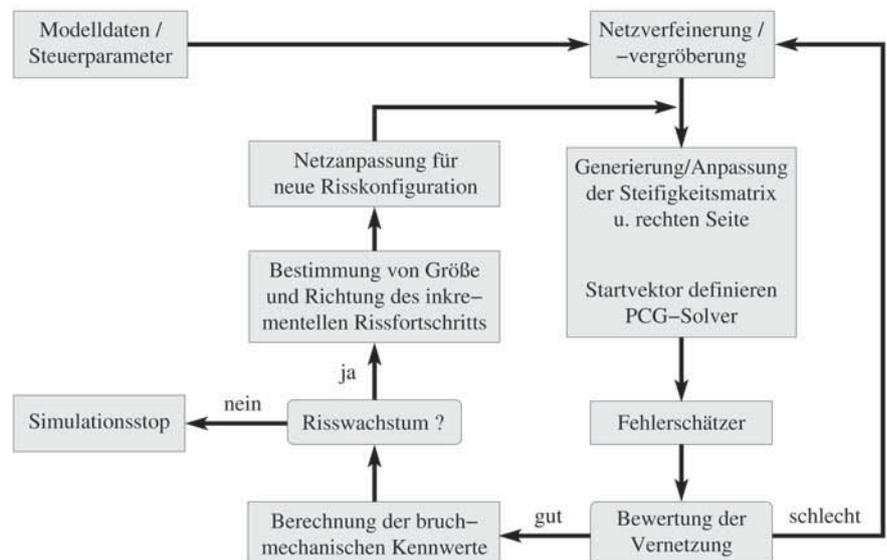 Modelldaten /
Steuerparameter
Netzverfeinerung /
−vergröberung
Netzanpassung für
neue Risskonfiguration
Generierung/Anpassung
der Steifigkeitsmatrix
u. rechten Seite
Startvektor definieren
PCG−Solver
Bestimmung von Größe
und Richtung des inkre−
mentellen Rissfortschritts
ja
nein
Simulationsstop
Risswachstum ?
Fehlerschätzer
Berechnung der bruch−
mechanischen Kennwerte
gut
Bewertung der
Vernetzung
schlecht